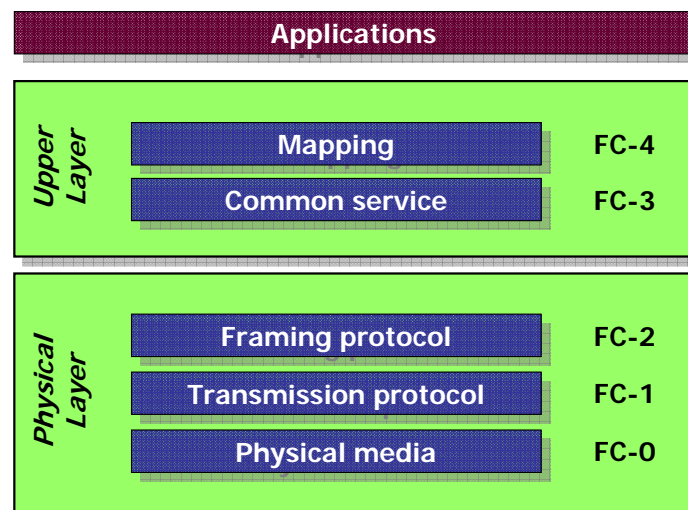 Applications
Upper
Layer
Mapping FC-4
Common service FC-3
Physical
Layer
Framing protocol FC-2
Transmission protocol FC-1
Physical media FC-0